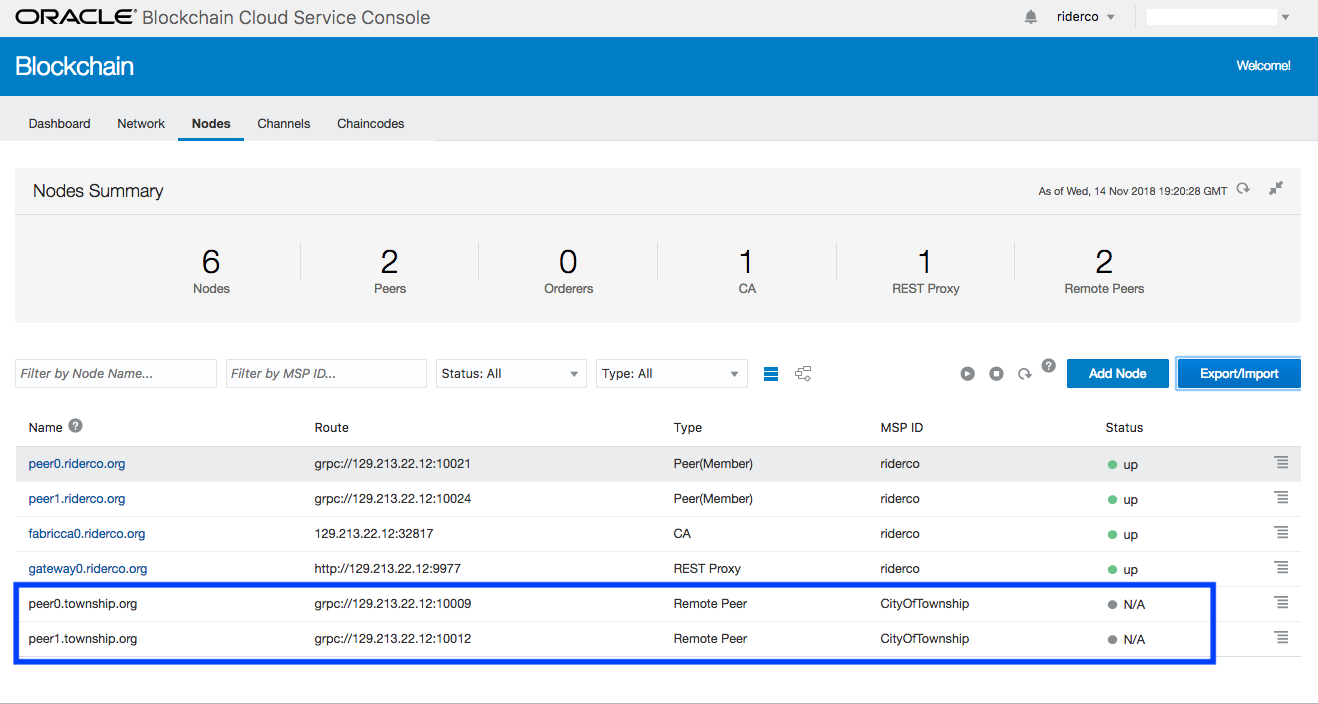 ORACLE® Blockchain Cloud Service Console riderco
Blockchain Welcome!
Dashboard Network Nodes Channels Chaincodes
Nodes Summary As of Wed, 14 Nov 2018 19:20:28 GMT
6 2 0 1 1 2
Nodes Peers Orderers CA REST Proxy Remote Peers
Filter by Node Name... Filter by MSP ID... Status: All Type: All ? Add Node Export/Import
Name ? Route Type MSP ID Status
peer0.riderco.org grpc://129.213.22.12:10021 Peer(Member) riderco up
peer1.riderco.org grpc://129.213.22.12:10024 Peer(Member) riderco up
fabricca0.riderco.org 129.213.22.12:32817 CA riderco up
gateway0.riderco.org http://129.213.22.12:9977 REST Proxy riderco up
peer0.township.org grpc://129.213.22.12:10009 Remote Peer CityOfTownship N/A
peer1.township.org grpc://129.213.22.12:10012 Remote Peer CityOfTownship N/A